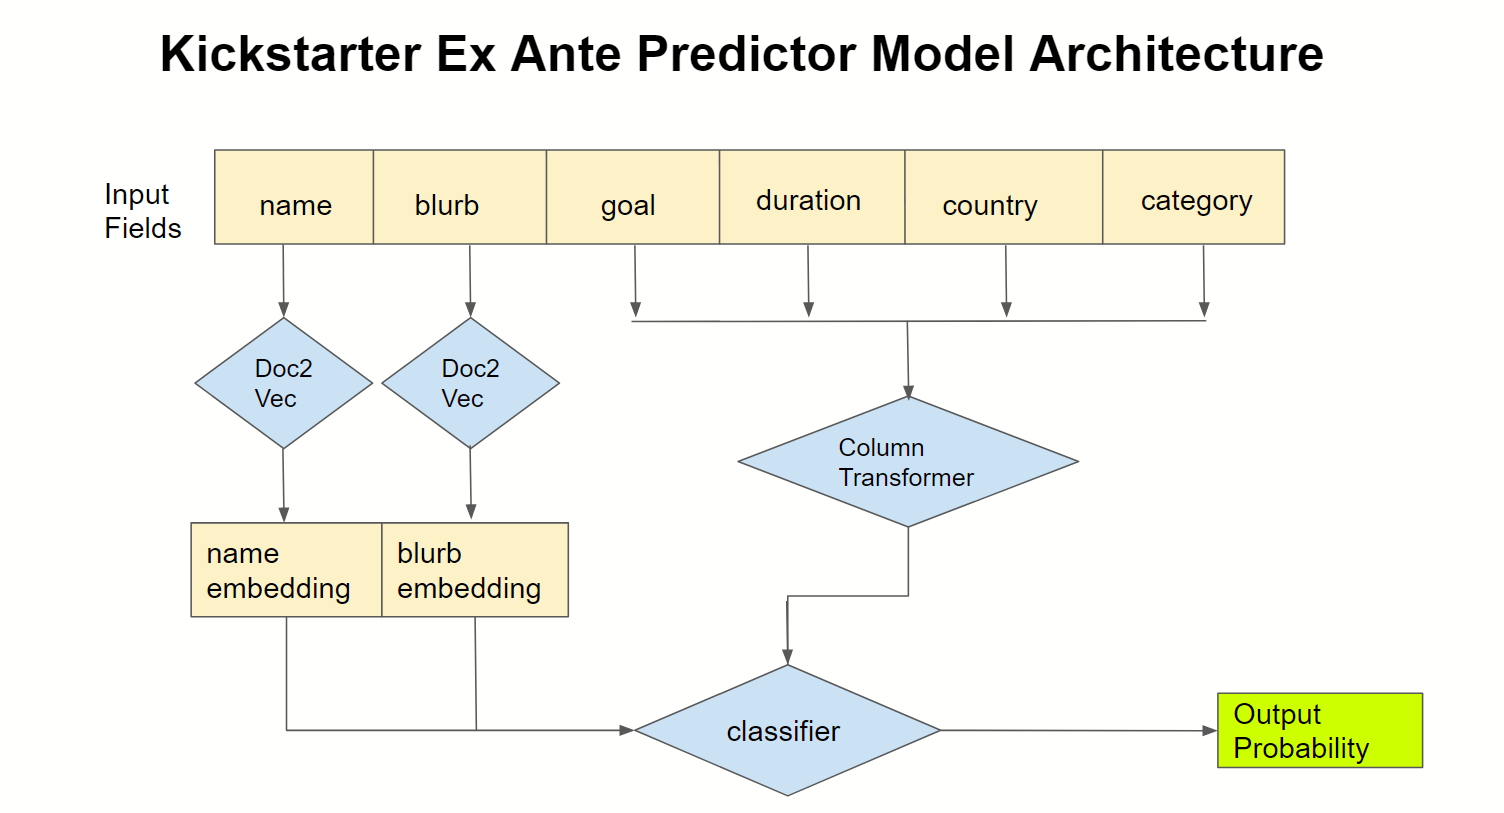 Kickstarter Ex Ante Predictor Model Architecture
Input
Fields
name
blurb
goal
duration
country
category
Doc2
Vec
Doc2
Vec
Column
Transformer
name
embedding
blurb
embedding
classifier
Output
Probability